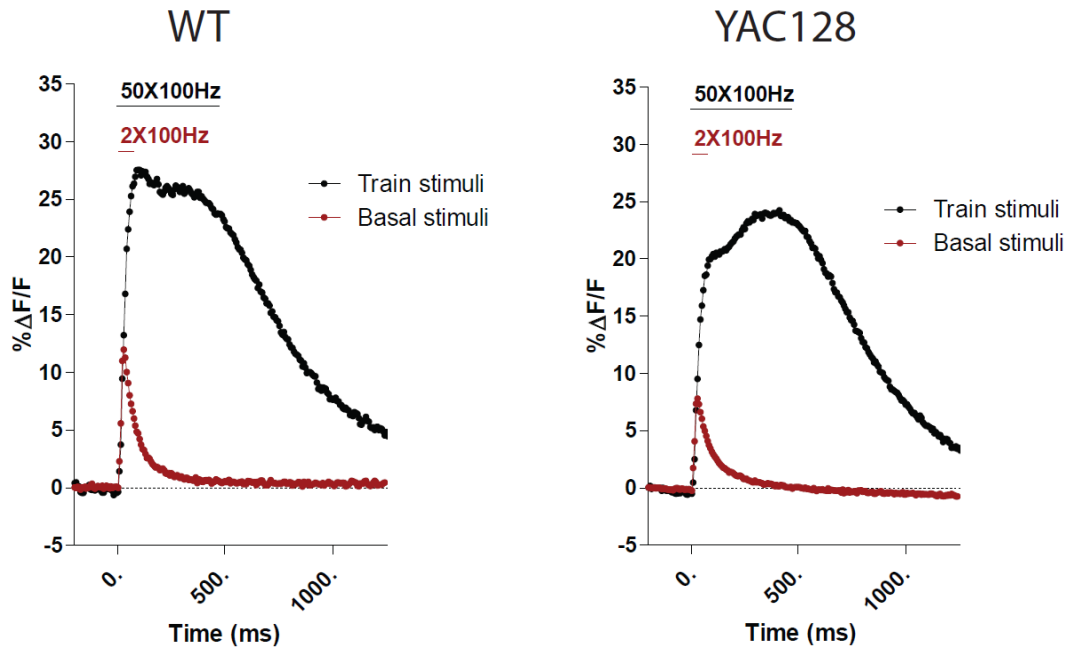 WT
35
30
25
20
15
10
5
0
-5
%ΔF/F
50X100Hz
2X100Hz
Train stimuli
Basal stimuli
0.
500.
1000.
Time (ms)
YAC128
35
30
25
20
15
10
5
0
-5
%ΔF/F
50X100Hz
2X100Hz
Train stimuli
Basal stimuli
0.
500.
1000.
Time (ms)